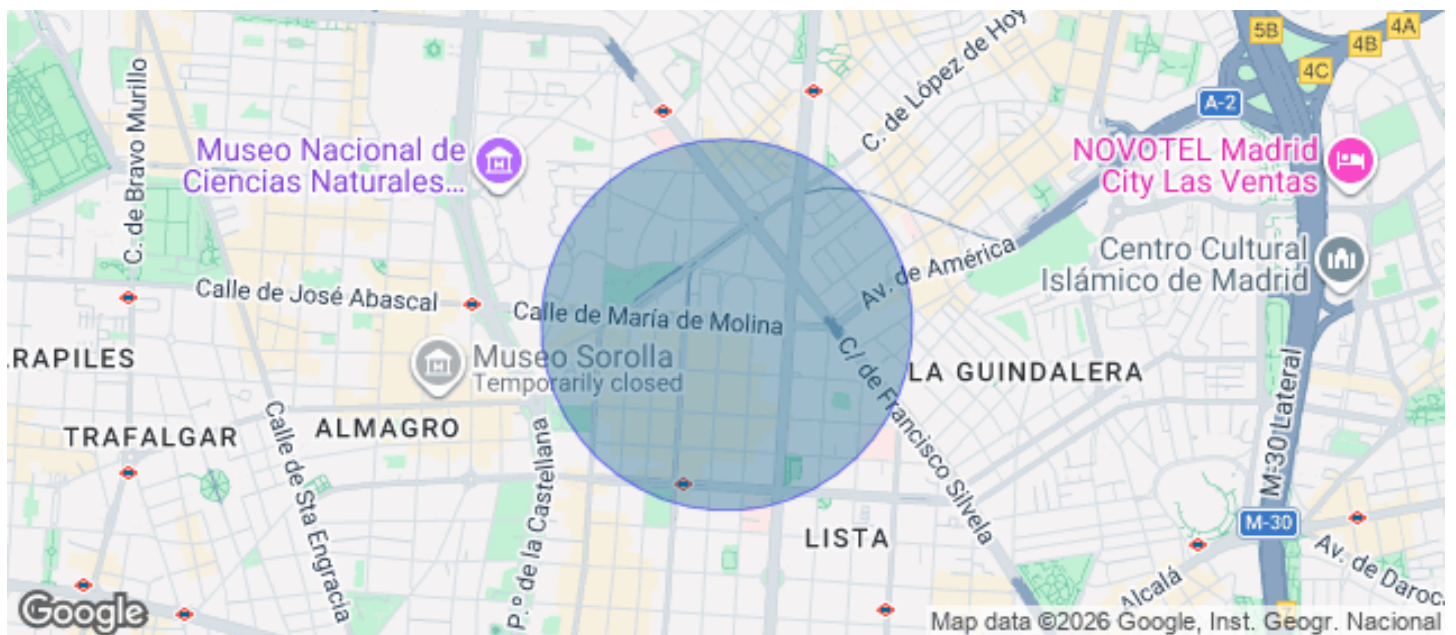 5B
4A
4B
4C
A-2
C. de Bravo Murillo
C. de López de Hoy
Museo Nacional de
Ciencias Naturales...
NOVOTEL Madrid
City Las Ventas
Av. de América
Centro Cultural
Islámico de Madrid
Calle de José Abascal
Calle de María de Molina
ARAPILES
Museo Sorolla
Temporarily closed
C/ de Francisco Silvela
LA GUINDALERA
M-30 Lateral
TRAFALGAR
ALMAGRO
Calle de Sta Engracia
P.º de la Castellana
LISTA
M-30
Av. de Daroca
Alcalá
7
Google
Map data ©2026 Google, Inst. Geogr. Nacional